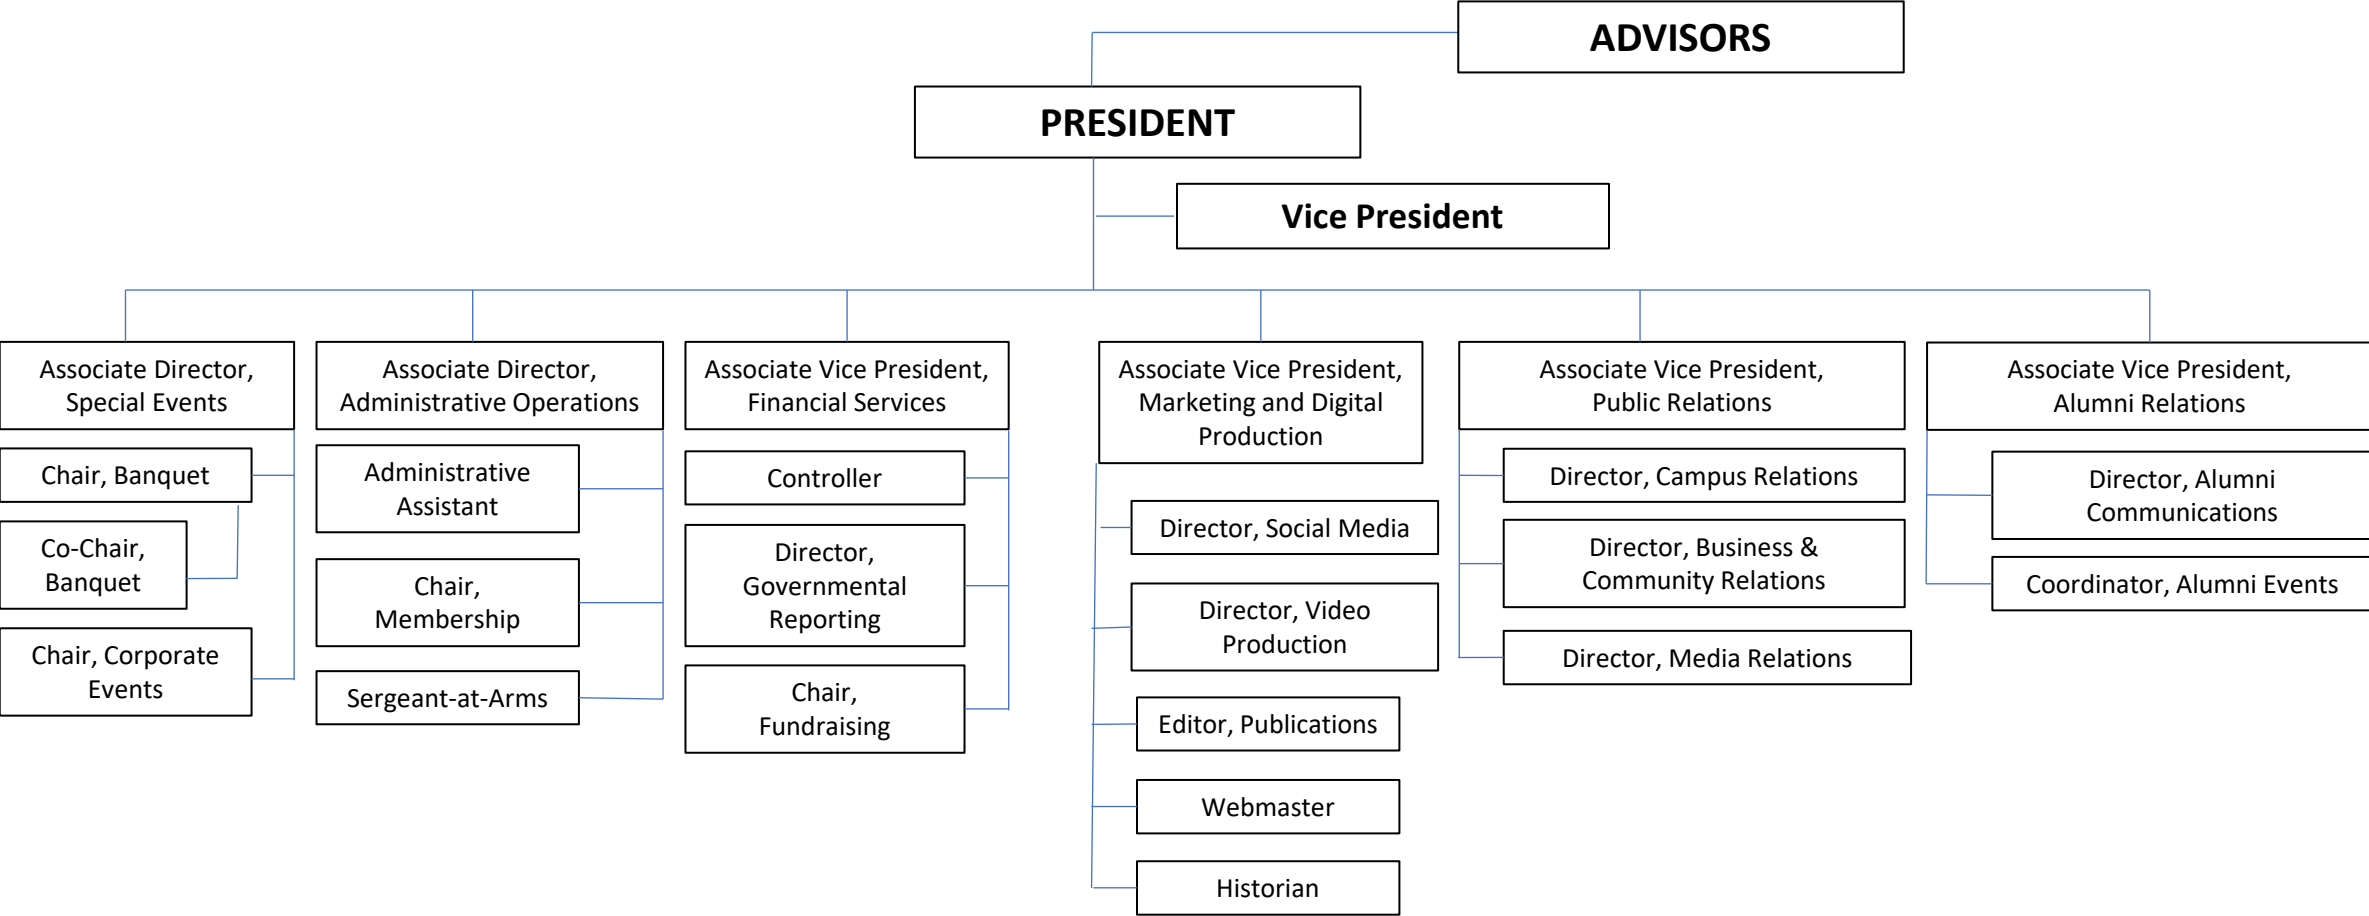 ADVISORS
PRESIDENT
Vice President
Associate Director,
Special Events
Chair, Banquet
Co-Chair,
Banquet
Chair, Corporate
Events
Associate Director,
Administrative Operations
Administrative
Assistant
Chair,
Membership
Sergeant-at-Arms
Associate Vice President,
Financial Services
Controller
Director,
Governmental
Reporting
Chair,
Fundraising
Associate Vice President,
Marketing and Digital
Production
Director, Social Media
Director, Video
Production
Editor, Publications
Webmaster
Historian
Associate Vice President,
Public Relations
Director, Campus Relations
Director, Business &
Community Relations
Director, Media Relations
Associate Vice President,
Alumni Relations
Director, Alumni
Communications
Coordinator, Alumni Events